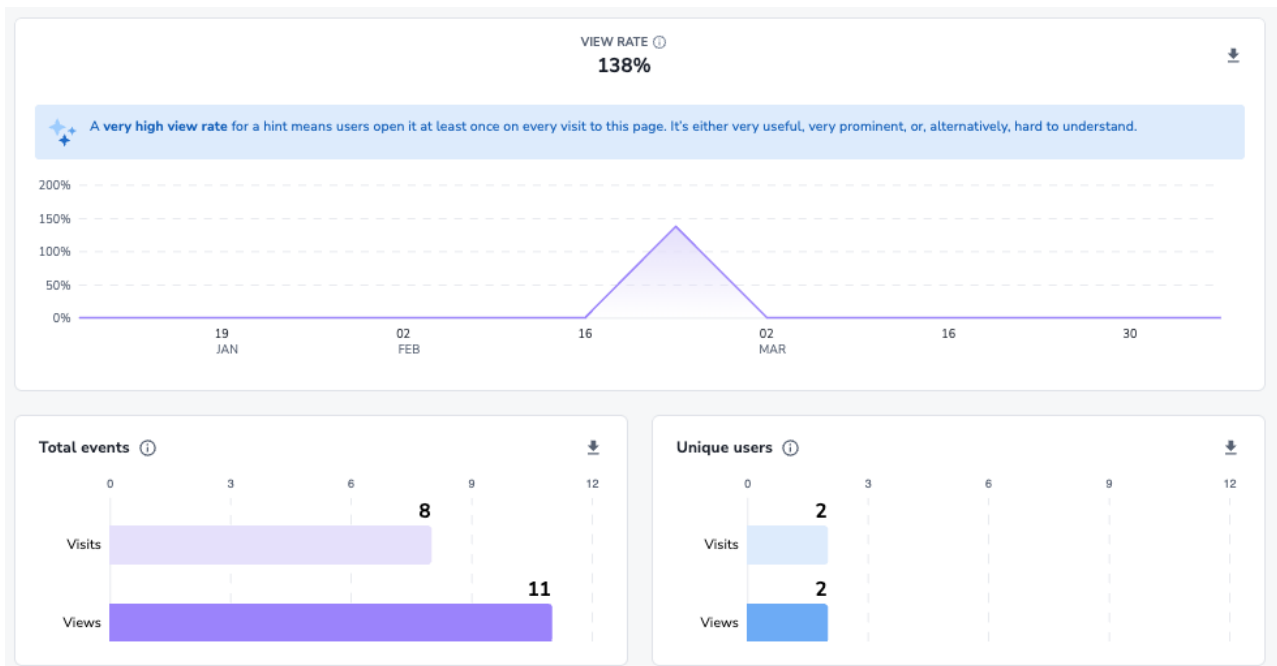 VIEW RATE
138%
A very high view rate for a hint means users open it at least once on every visit to this page. It's either very useful, very prominent, or, alternatively, hard to understand.
200%
150%
100%
50%
0%
19 02 16 02 16 30
JAN FEB MAR
Total events
0 3 6 9 12
8
Visits
11
Views
Unique users
0 3 6 9 12
2
Visits
2
Views